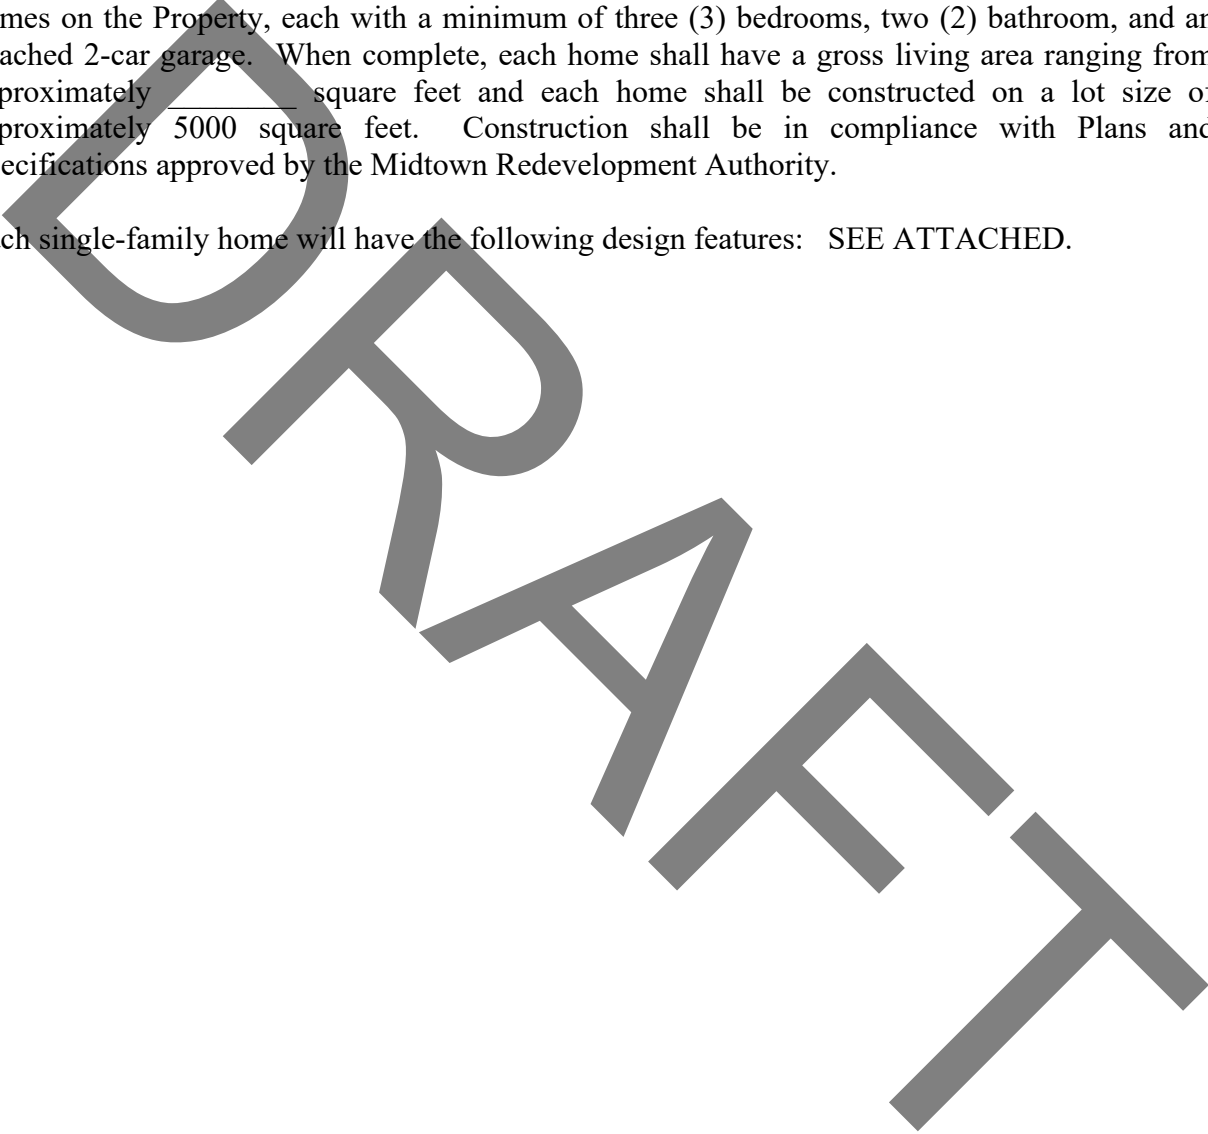 mes on the Property, each with a minimum of three (3) bedrooms, two (2) bathroom, and an
ached 2-car garage. When complete, each home shall have a gross living area ranging from
proximately ________ square feet and each home shall be constructed on a lot size of
proximately 5000 square feet. Construction shall be in compliance with Plans and
ecifications approved by the Midtown Redevelopment Authority.
ch single-family home will have the following design features: SEE ATTACHED.
DRAFT